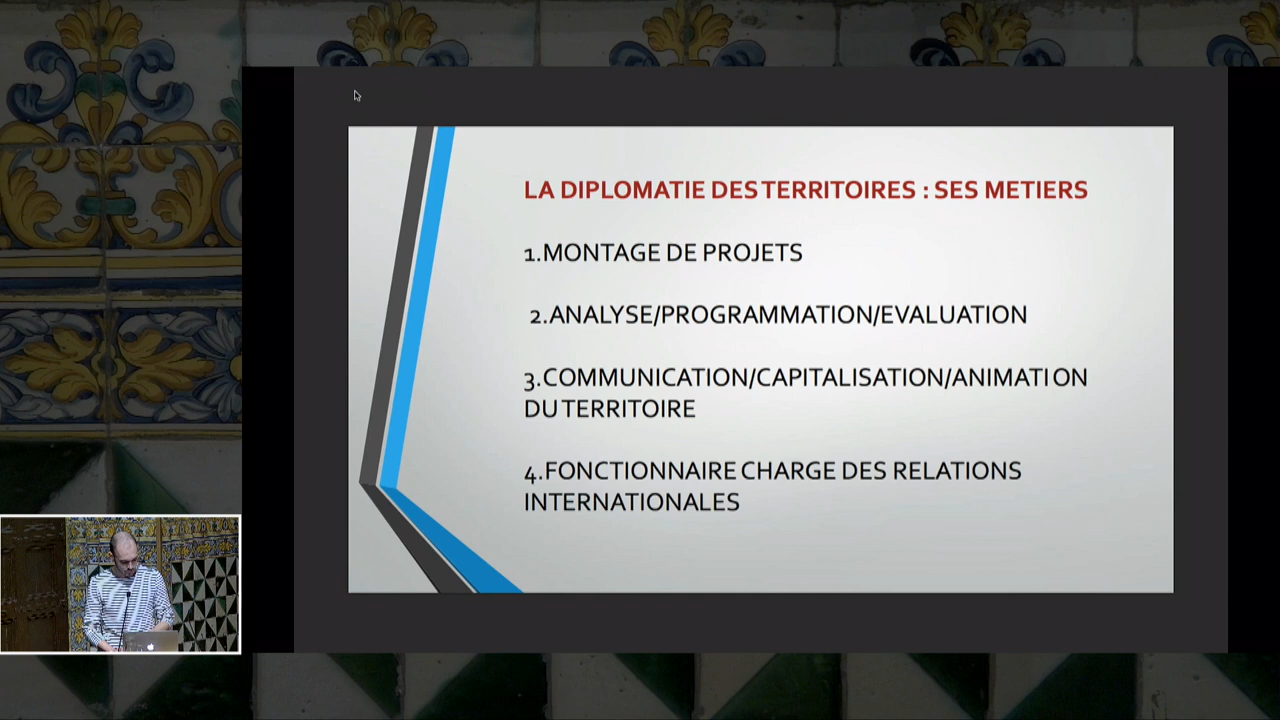 LA DIPLOMATIE DES TERRITOIRES : SES METIERS
1.MONTAGE DE PROJETS
2.ANALYSE/PROGRAMMATION/EVALUATION
3.COMMUNICATION/CAPITALISATION/ANIMATION
DU TERRITOIRE
4.FONCTIONNAIRE CHARGE DES RELATIONS
INTERNATIONALES